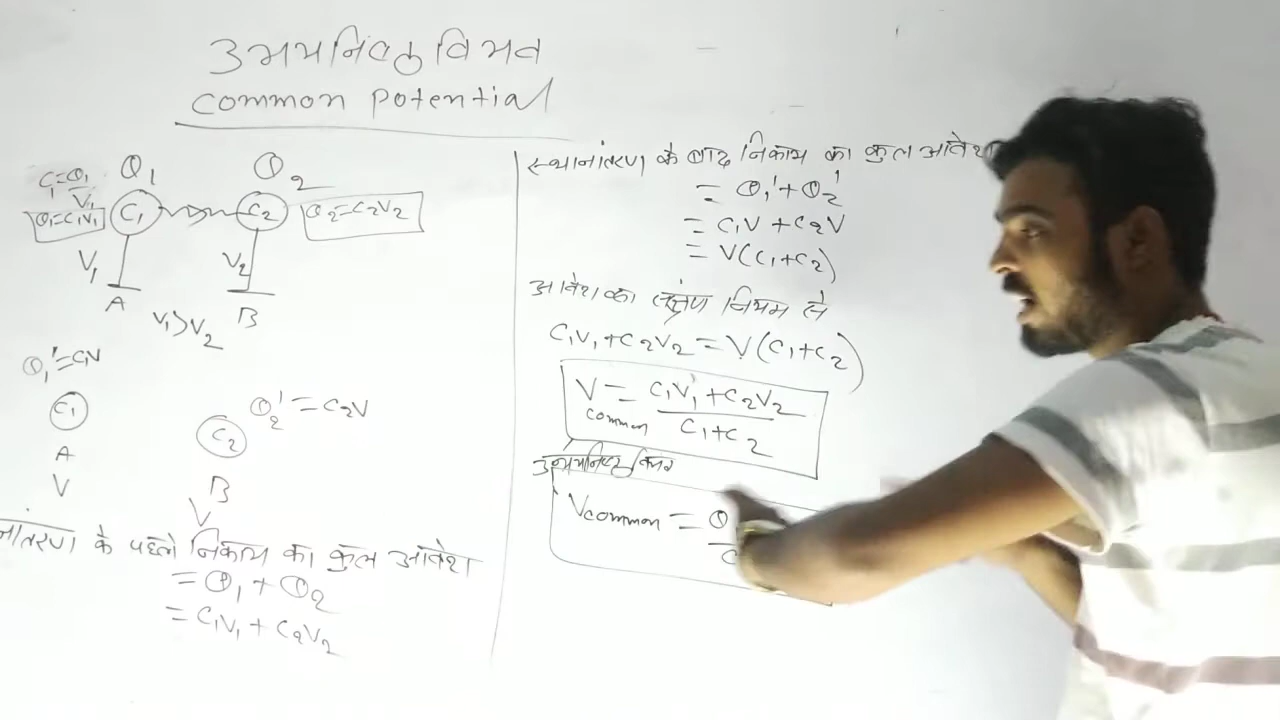 उभयनिष्ठ विभव
Common Potential
C₁=Q₁/V₁
Q₁
Q₂
Q₁=C₁V₁
C₁
C₂
Q₂=C₂V₂
V₁
V₂
A
B
V₁>V₂
Q₁'=C₁V
C₁
A
V
Q₂'=C₂V
C₂
B
V
नांतरण के पहले निकाय का कुल आवेश
= Q₁ + Q₂
= C₁V₁ + C₂V₂
स्थानांतरण के बाद निकाय का कुल आवेश
= Q₁' + Q₂'
= C₁V + C₂V
= V(C₁+C₂)
आवेश का नियम से
C₁V₁+C₂V₂ = V(C₁+C₂)
V common = C₁V₁+C₂V₂ / C₁+C₂
उभयनिष्ठ विभव
Vcommon = Q / C